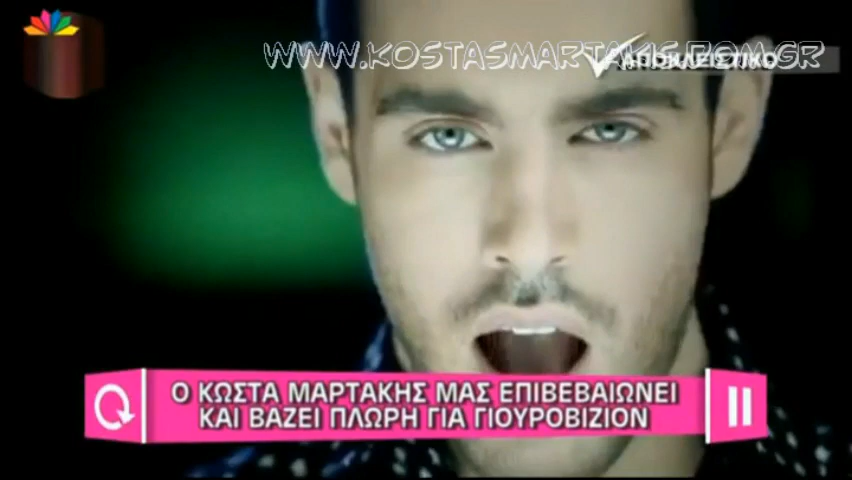 WWW.KOSTASMARTAKIS.COM.GR
ΑΠΟΚΛΕΙΣΤΙΚΟ
Ο ΚΩΣΤΑ ΜΑΡΤΑΚΗΣ ΜΑΣ ΕΠΙΒΕΒΑΙΩΝΕΙ
ΚΑΙ ΒΑΖΕΙ ΠΛΩΡΗ ΓΙΑ ΓΙΟΥΡΟΒΙΖΙΟΝ